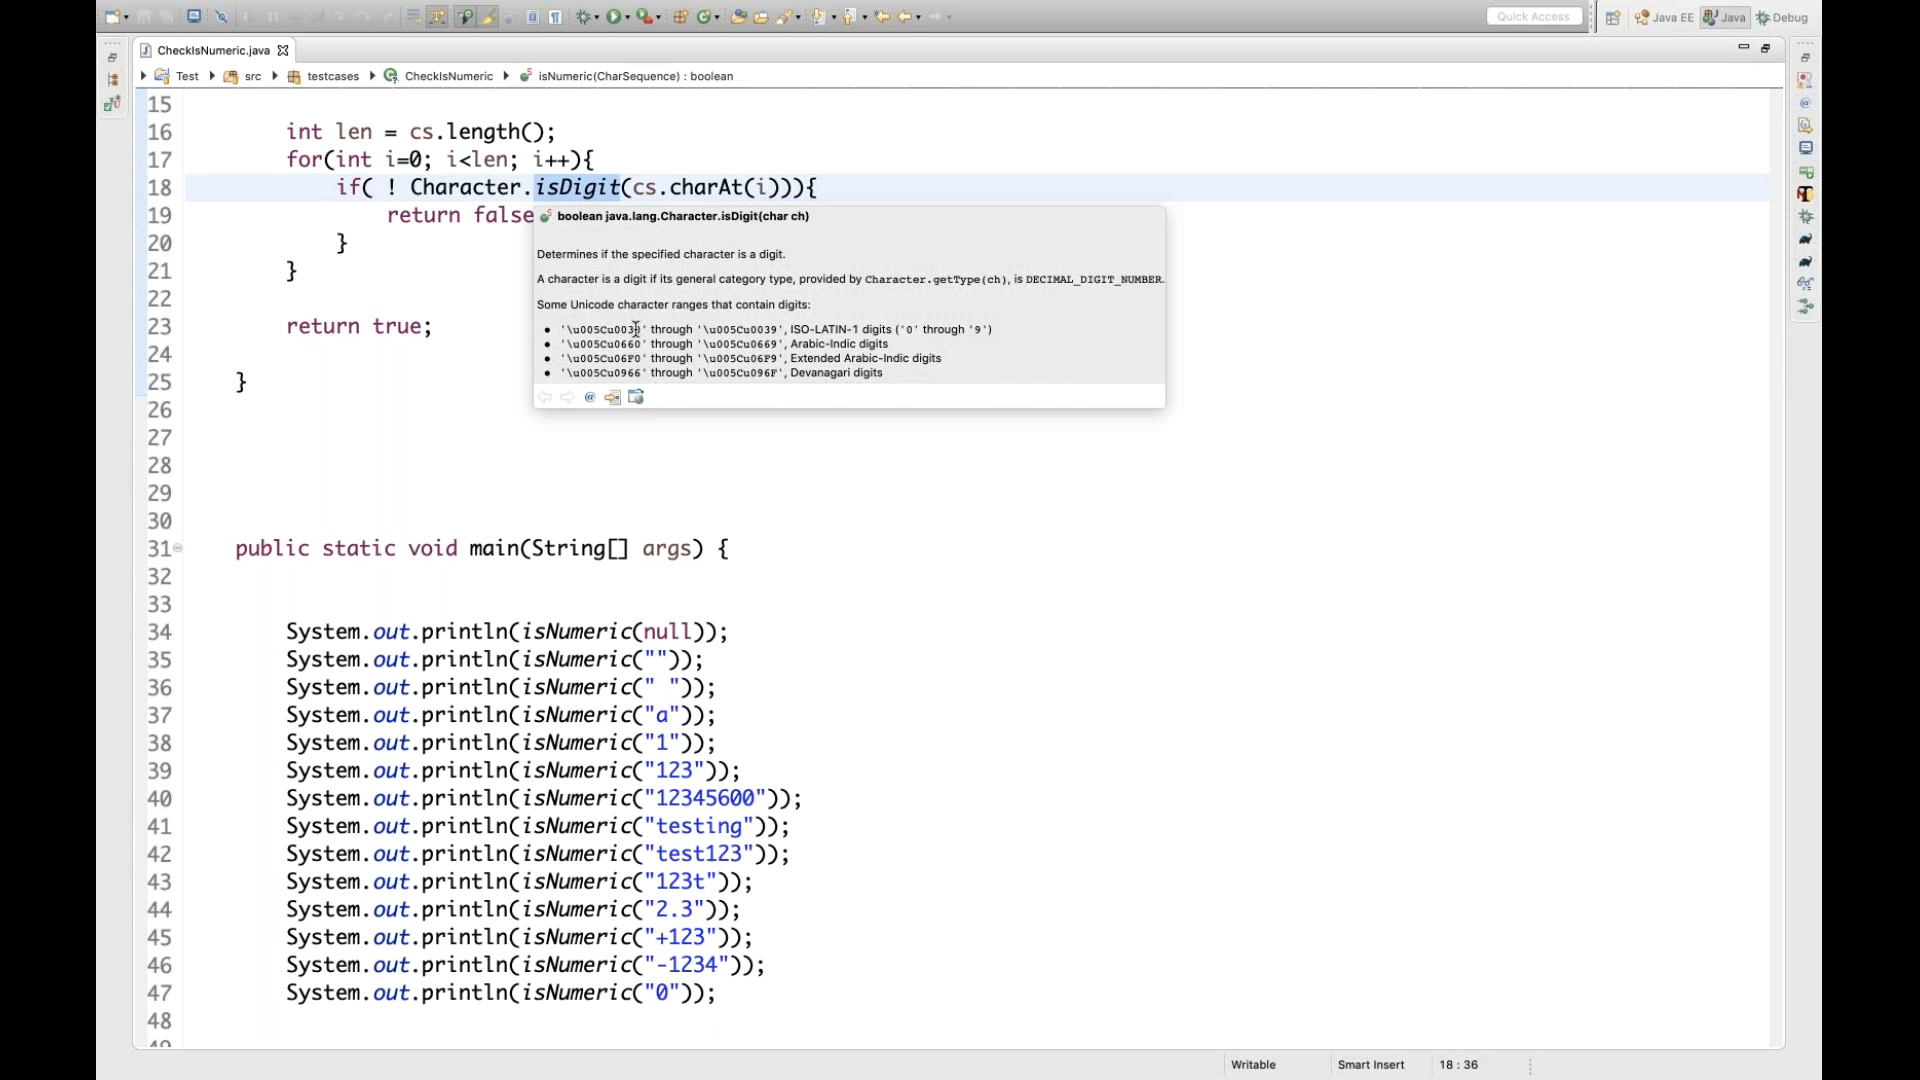 Quick Access
Java EE
Java
Debug
CheckIsNumeric.java
Test
src
testcases
CheckIsNumeric
isNumeric(CharSequence) : boolean
15
16 int len = cs.length();
17 for(int i=0; i<len; i++){
18 if( ! Character.isDigit(cs.charAt(i))){
19 return false
20 }
21 }
22
23 return true;
24
25 }
26
27
28
29
30
31 public static void main(String[] args) {
32
33
34 System.out.println(isNumeric(null));
35 System.out.println(isNumeric(""));
36 System.out.println(isNumeric(" "));
37 System.out.println(isNumeric("a"));
38 System.out.println(isNumeric("1"));
39 System.out.println(isNumeric("123"));
40 System.out.println(isNumeric("12345600"));
41 System.out.println(isNumeric("testing"));
42 System.out.println(isNumeric("test123"));
43 System.out.println(isNumeric("123t"));
44 System.out.println(isNumeric("2.3"));
45 System.out.println(isNumeric("+123"));
46 System.out.println(isNumeric("-1234"));
47 System.out.println(isNumeric("0"));
48
boolean java.lang.Character.isDigit(char ch)
Determines if the specified character is a digit.
A character is a digit if its general category type, provided by Character.getType(ch), is DECIMAL_DIGIT_NUMBER.
Some Unicode character ranges that contain digits:
'\u005Cu0030' through '\u005Cu0039', ISO-LATIN-1 digits ('0' through '9')
'\u005Cu0660' through '\u005Cu0669', Arabic-Indic digits
'\u005Cu06F0' through '\u005Cu06F9', Extended Arabic-Indic digits
'\u005Cu0966' through '\u005Cu096F', Devanagari digits
Writable
Smart Insert
18 : 36